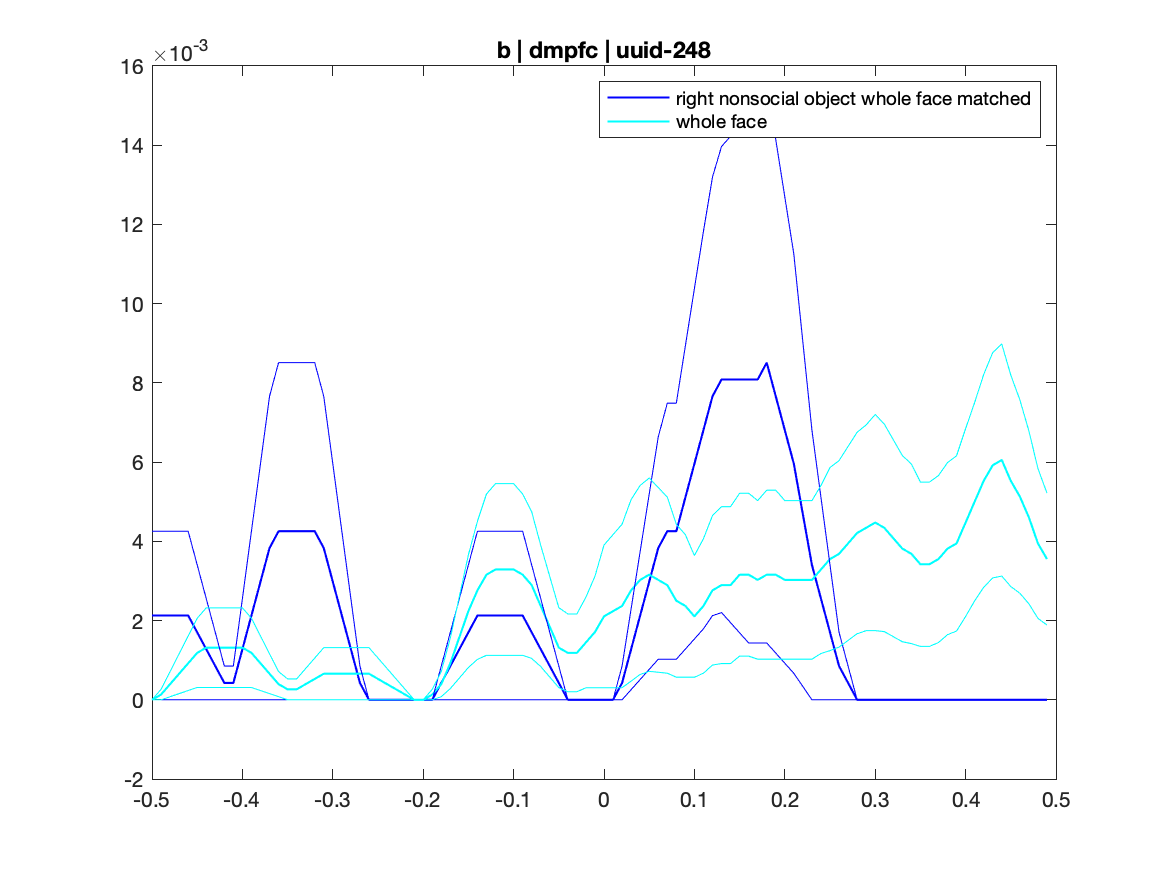 b | dmpfc | uuid-248
×10-3
right nonsocial object whole face matched
whole face
16
14
12
10
8
6
4
2
0
-2
-0.5 -0.4 -0.3 -0.2 -0.1 0 0.1 0.2 0.3 0.4 0.5